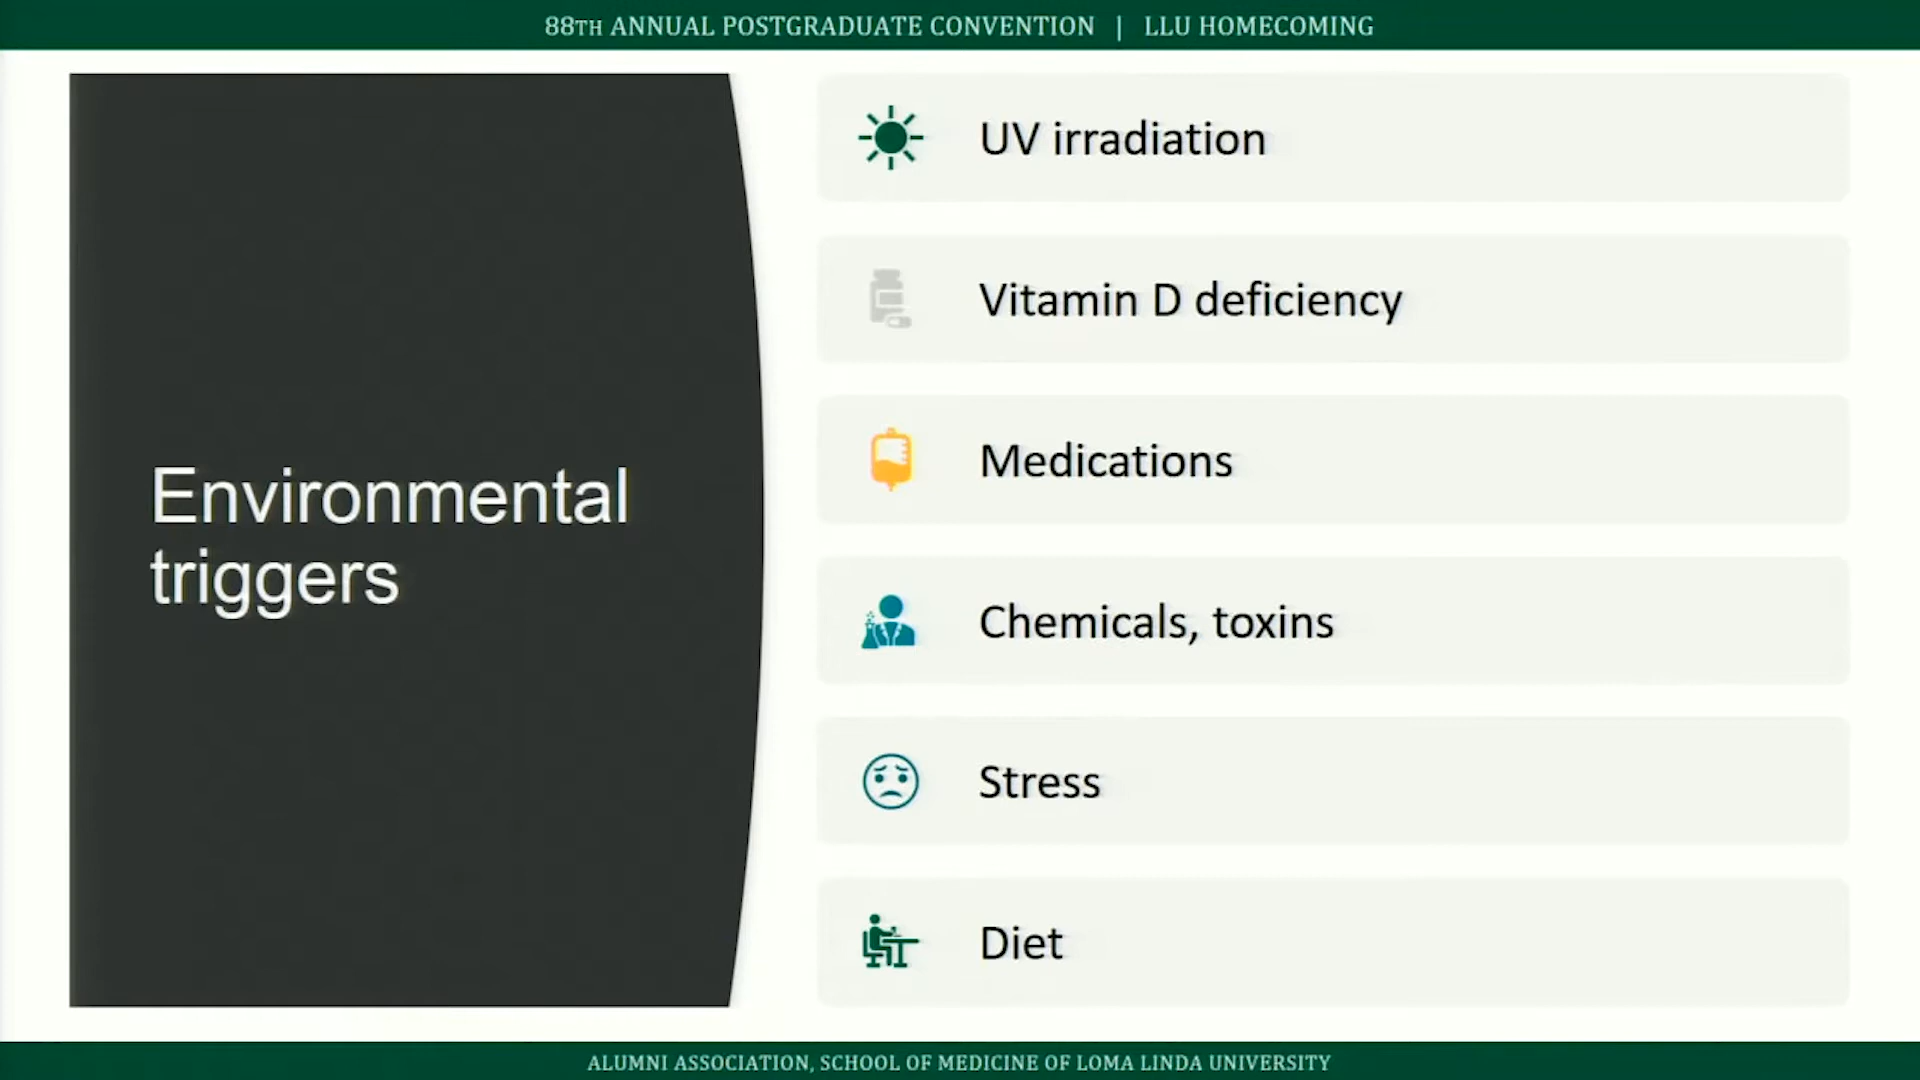 88TH ANNUAL POSTGRADUATE CONVENTION | LLU HOMECOMING
Environmental
triggers
UV irradiation
Vitamin D deficiency
Medications
Chemicals, toxins
Stress
Diet
ALUMNI ASSOCIATION, SCHOOL OF MEDICINE OF LOMA LINDA UNIVERSITY